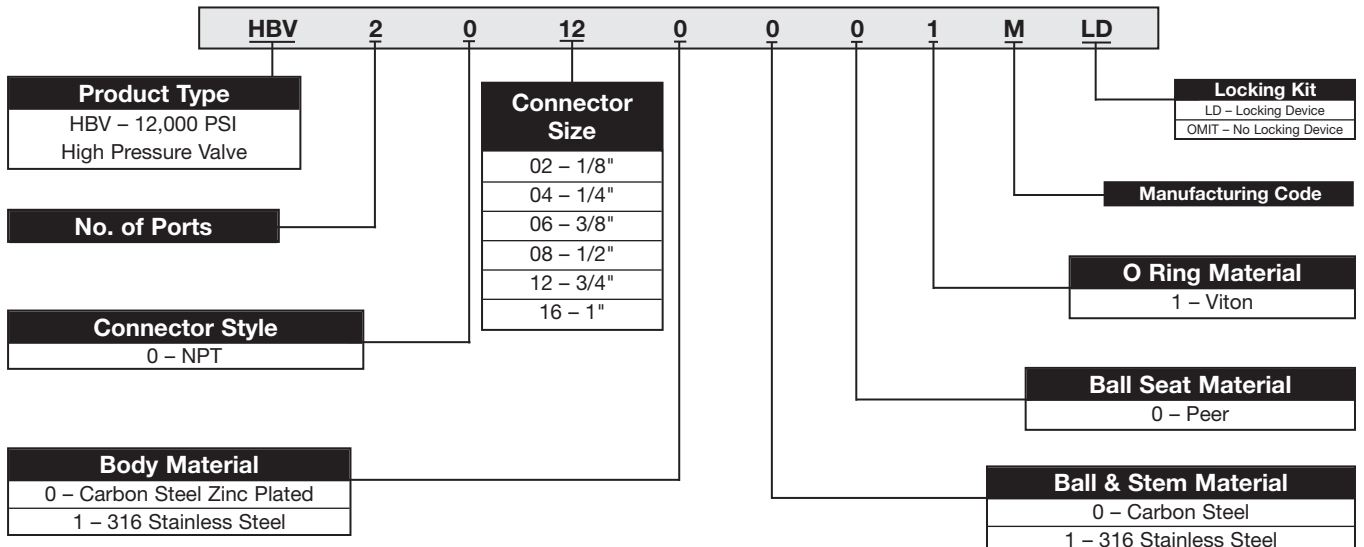 HBV 2 0 12 0 0 0 1 M LD
Product Type
HBV – 12,000 PSI
High Pressure Valve
No. of Ports
Connector Style
0 – NPT
Body Material
0 – Carbon Steel Zinc Plated
1 – 316 Stainless Steel
Connector
Size
02 – 1/8"
04 – 1/4"
06 – 3/8"
08 – 1/2"
12 – 3/4"
16 – 1"
Locking Kit
LD – Locking Device
OMIT – No Locking Device
Manufacturing Code
O Ring Material
1 – Viton
Ball Seat Material
0 – Peer
Ball & Stem Material
0 – Carbon Steel
1 – 316 Stainless Steel